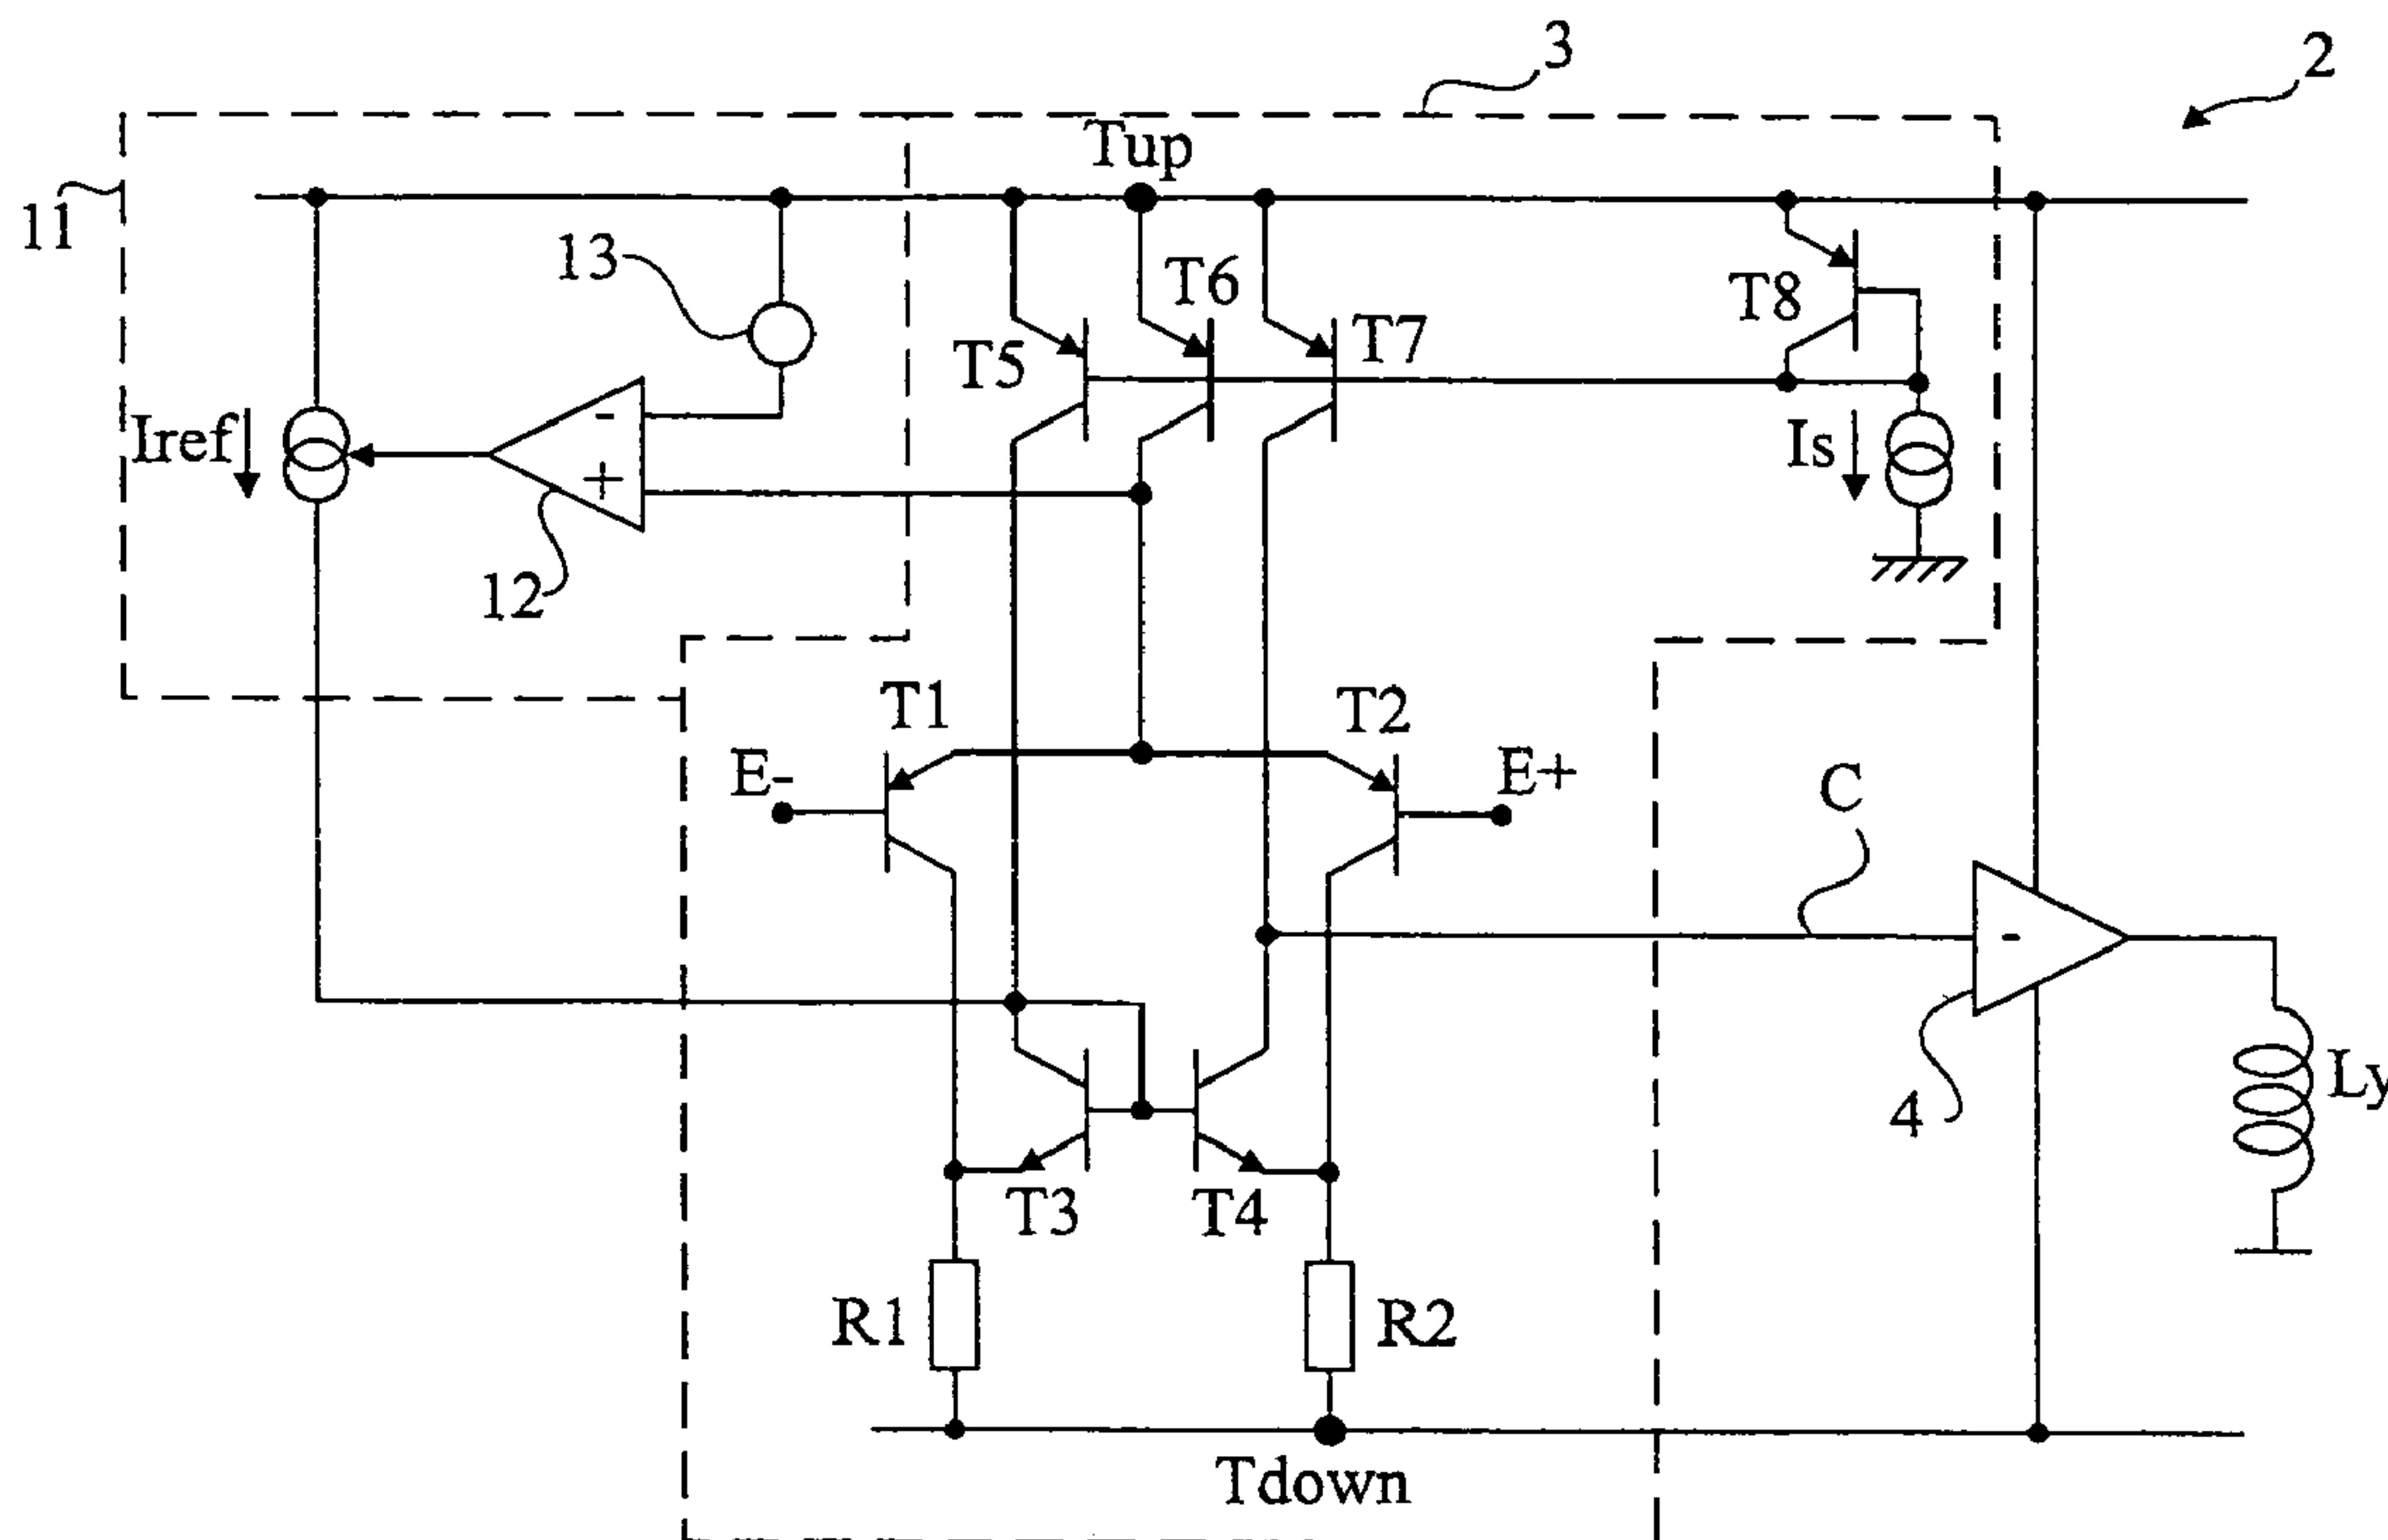 3
2
Tup
11
13
T6
T8
T5
T7
-
Iref
+
Is
12
T1
T2
E-
E+
C
-
Ly
4
T3
T4
R1
R2
Tdown